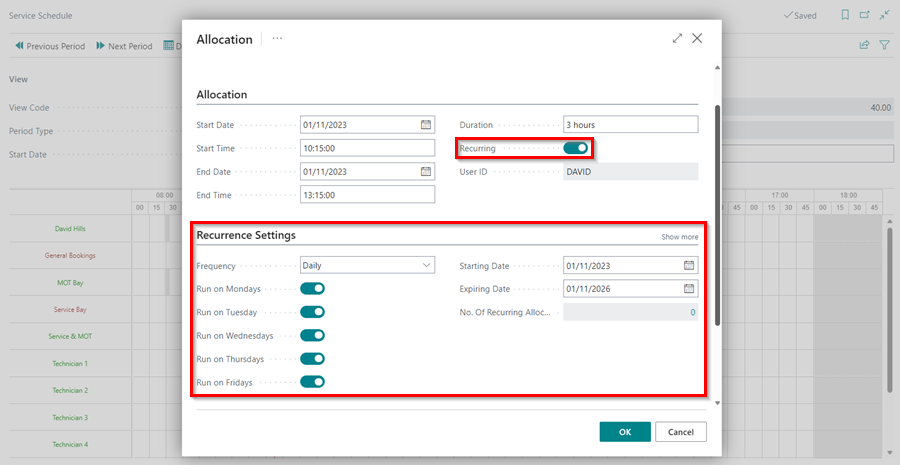 Service Schedule
Saved
Previous Period
Next Period
D
View
View Code
40.00
Period Type
Start Date
Allocation
...
Allocation
Start Date 01/11/2023
Duration 3 hours
Start Time 10:15:00
Recurring
End Date 01/11/2023
User ID DAVID
End Time 13:15:00
Recurrence Settings
Show more
Frequency Daily
Starting Date 01/11/2023
Run on Mondays
Expiring Date 01/11/2026
Run on Tuesday
No. Of Recurring Alloc... 0
Run on Wednesdays
Run on Thursdays
Run on Fridays
OK
Cancel
08:00 17:00 18:00
00 15 30 45 00 15 30 45 00 15 30 45
David Hills
General Bookings
MOT Bay
Service Bay
Service & MOT
Technician 1
Technician 2
Technician 3
Technician 4